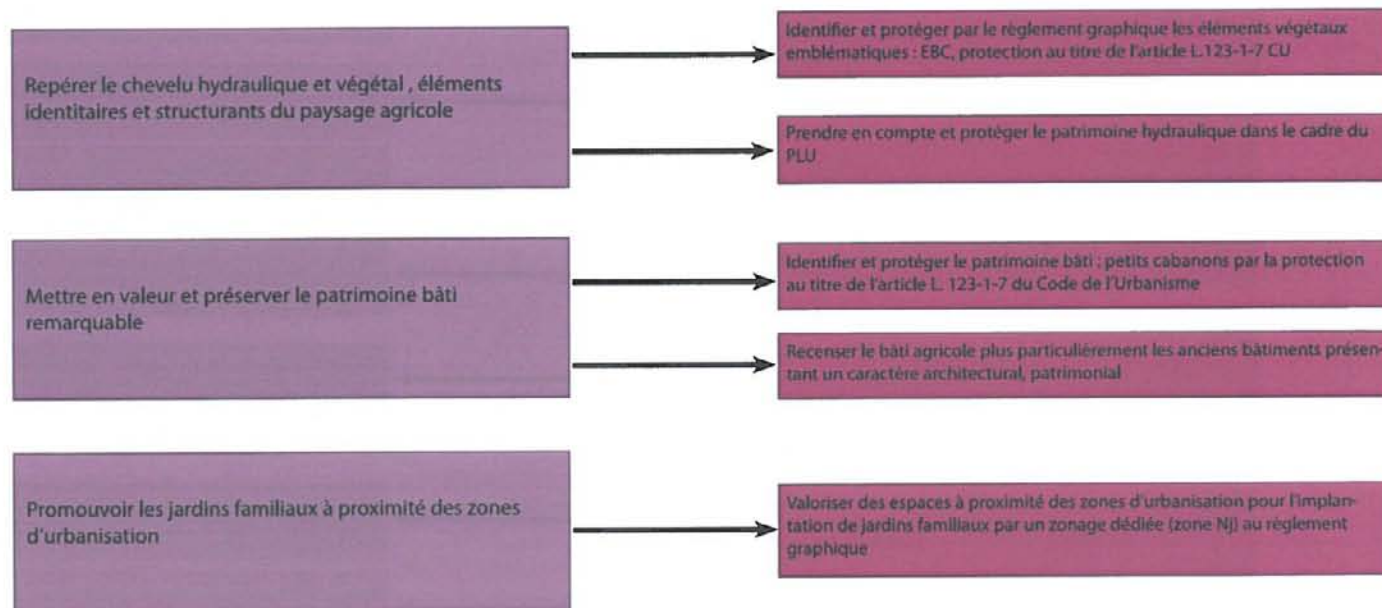 Repérer le chevelu hydraulique et végétal , éléments
identitaires et structurants du paysage agricole
Identifier et protéger par le règlement graphique les éléments végétaux
emblématiques : EBC, protection au titre de l'article L.123-1-7 CU
Prendre en compte et protéger le patrimoine hydraulique dans le cadre du
PLU
Mettre en valeur et préserver le patrimoine bâti
remarquable
Identifier et protéger le patrimoine bâti : petits cabanons par la protection
au titre de l'article L. 123-1-7 du Code de l'Urbanisme
Recenser le bâti agricole plus particulièrement les anciens bâtiments présen-
tant un caractère architectural, patrimonial
Promouvoir les jardins familiaux à proximité des zones
d'urbanisation
Valoriser des espaces à proximité des zones d'urbanisation pour l'implan-
tation de jardins familiaux par un zonage dédiée (zone Nj) au règlement
graphique